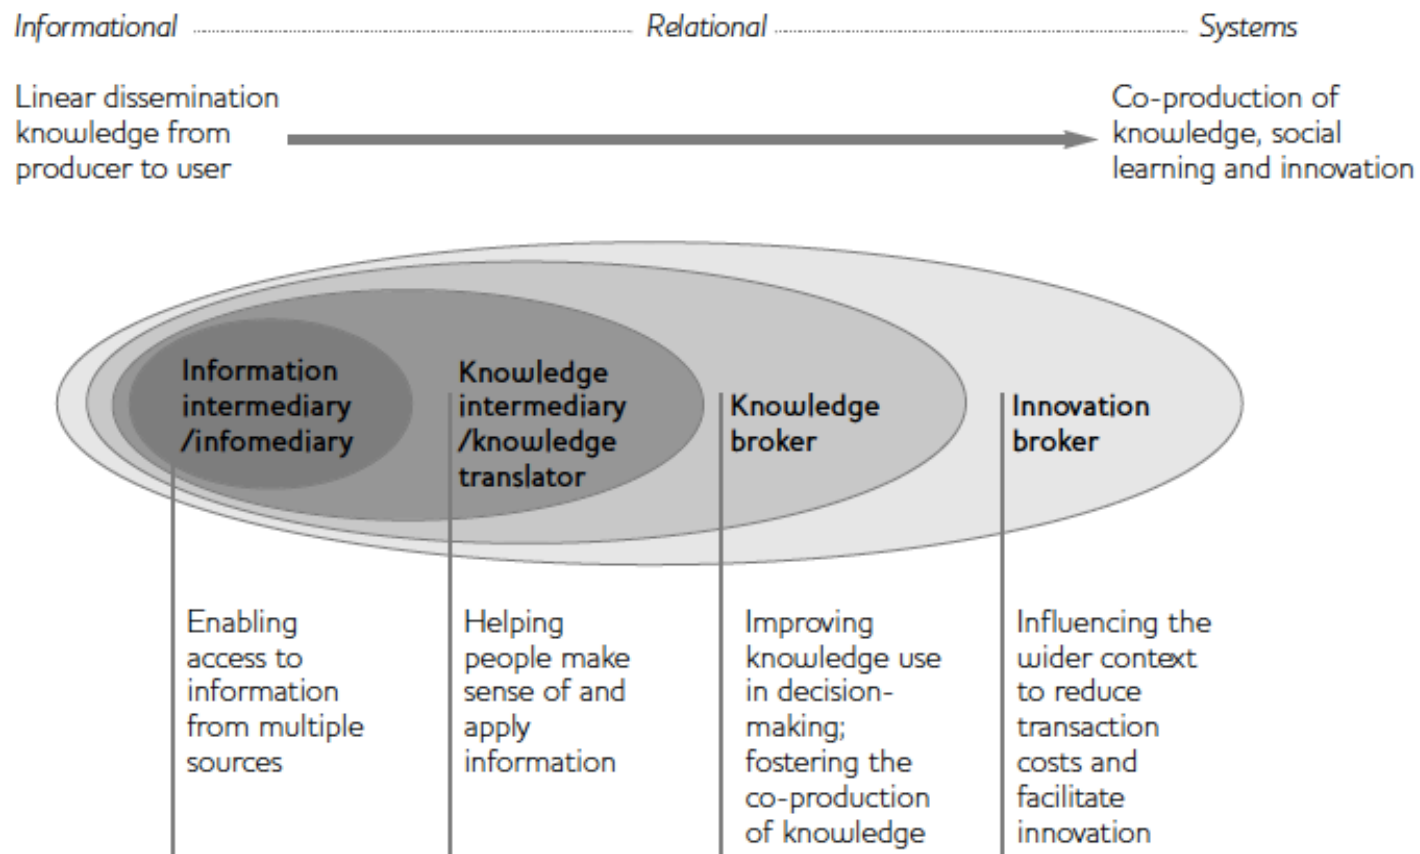 Informational
Relational
Systems
Linear dissemination
knowledge from
producer to user
Co-production of
knowledge, social
learning and innovation
Information
intermediary
/infomediary
Knowledge
intermediary
/knowledge
translator
Knowledge
broker
Innovation
broker
Enabling
access to
information
from multiple
sources
Helping
people make
sense of and
apply
information
Improving
knowledge use
in decision-
making;
fostering the
co-production
of knowledge
Influencing the
wider context
to reduce
transaction
costs and
facilitate
innovation